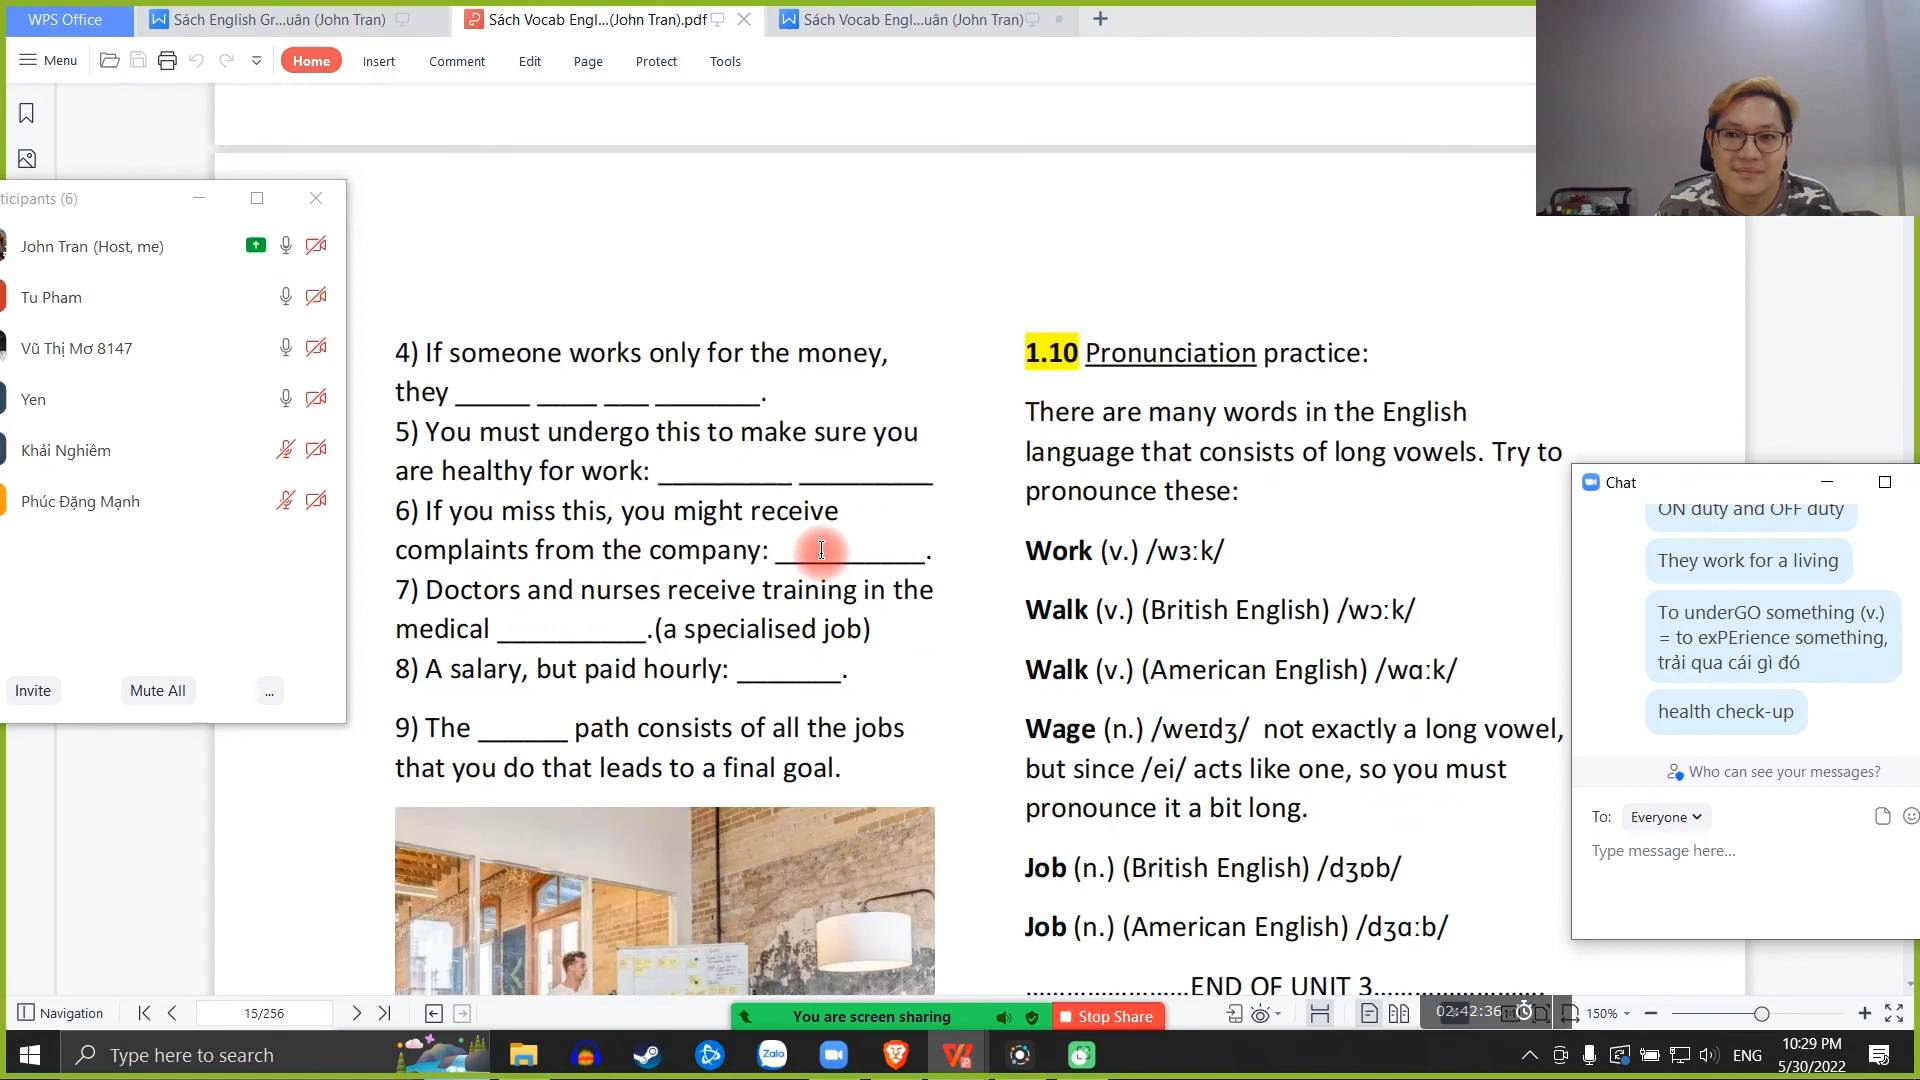 WPS Office
Sách English Gr...uân (John Tran)
Sách Vocab Engl...(John Tran).pdf
Sách Vocab Engl...uân (John Tran)
Menu
Home
Insert
Comment
Edit
Page
Protect
Tools
ticipants (6)
John Tran (Host, me)
Tu Pham
Vũ Thị Mơ 8147
Yen
Khải Nghiêm
Phúc Đặng Mạnh
Invite
Mute All
...
4) If someone works only for the money,
they _____ ____ ___ _______.
5) You must undergo this to make sure you
are healthy for work: _________ _________
6) If you miss this, you might receive
complaints from the company: __________.
7) Doctors and nurses receive training in the
medical __________.(a specialised job)
8) A salary, but paid hourly: _______.
9) The ______ path consists of all the jobs
that you do that leads to a final goal.
1.10 Pronunciation practice:
There are many words in the English
language that consists of long vowels. Try to
pronounce these:
Work (v.) /wɜːk/
Walk (v.) (British English) /wɔːk/
Walk (v.) (American English) /wɑːk/
Wage (n.) /weɪdʒ/ not exactly a long vowel,
but since /ei/ acts like one, so you must
pronounce it a bit long.
Job (n.) (British English) /dʒɒb/
Job (n.) (American English) /dʒɑːb/
......................END OF UNIT 3.......................
Chat
ON duty and OFF duty
They work for a living
To underGO something (v.)
= to exPErience something,
trải qua cái gì đó
health check-up
Who can see your messages?
To: Everyone
Type message here...
Navigation
15/256
You are screen sharing
Stop Share
02:42:36
150%
Type here to search
Zalo
ENG
10:29 PM
5/30/2022